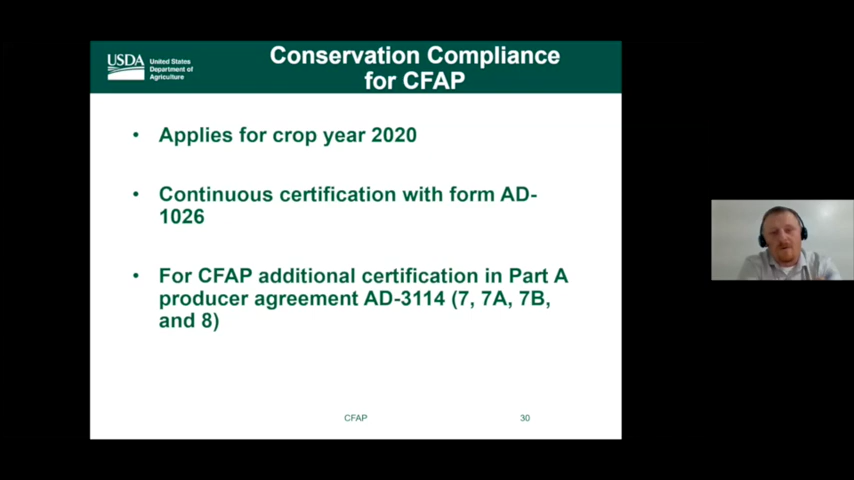 USDA
United States
Department of
Agriculture
Conservation Compliance
for CFAP
• Applies for crop year 2020
• Continuous certification with form AD-
1026
• For CFAP additional certification in Part A
producer agreement AD-3114 (7, 7A, 7B,
and 8)
CFAP
30